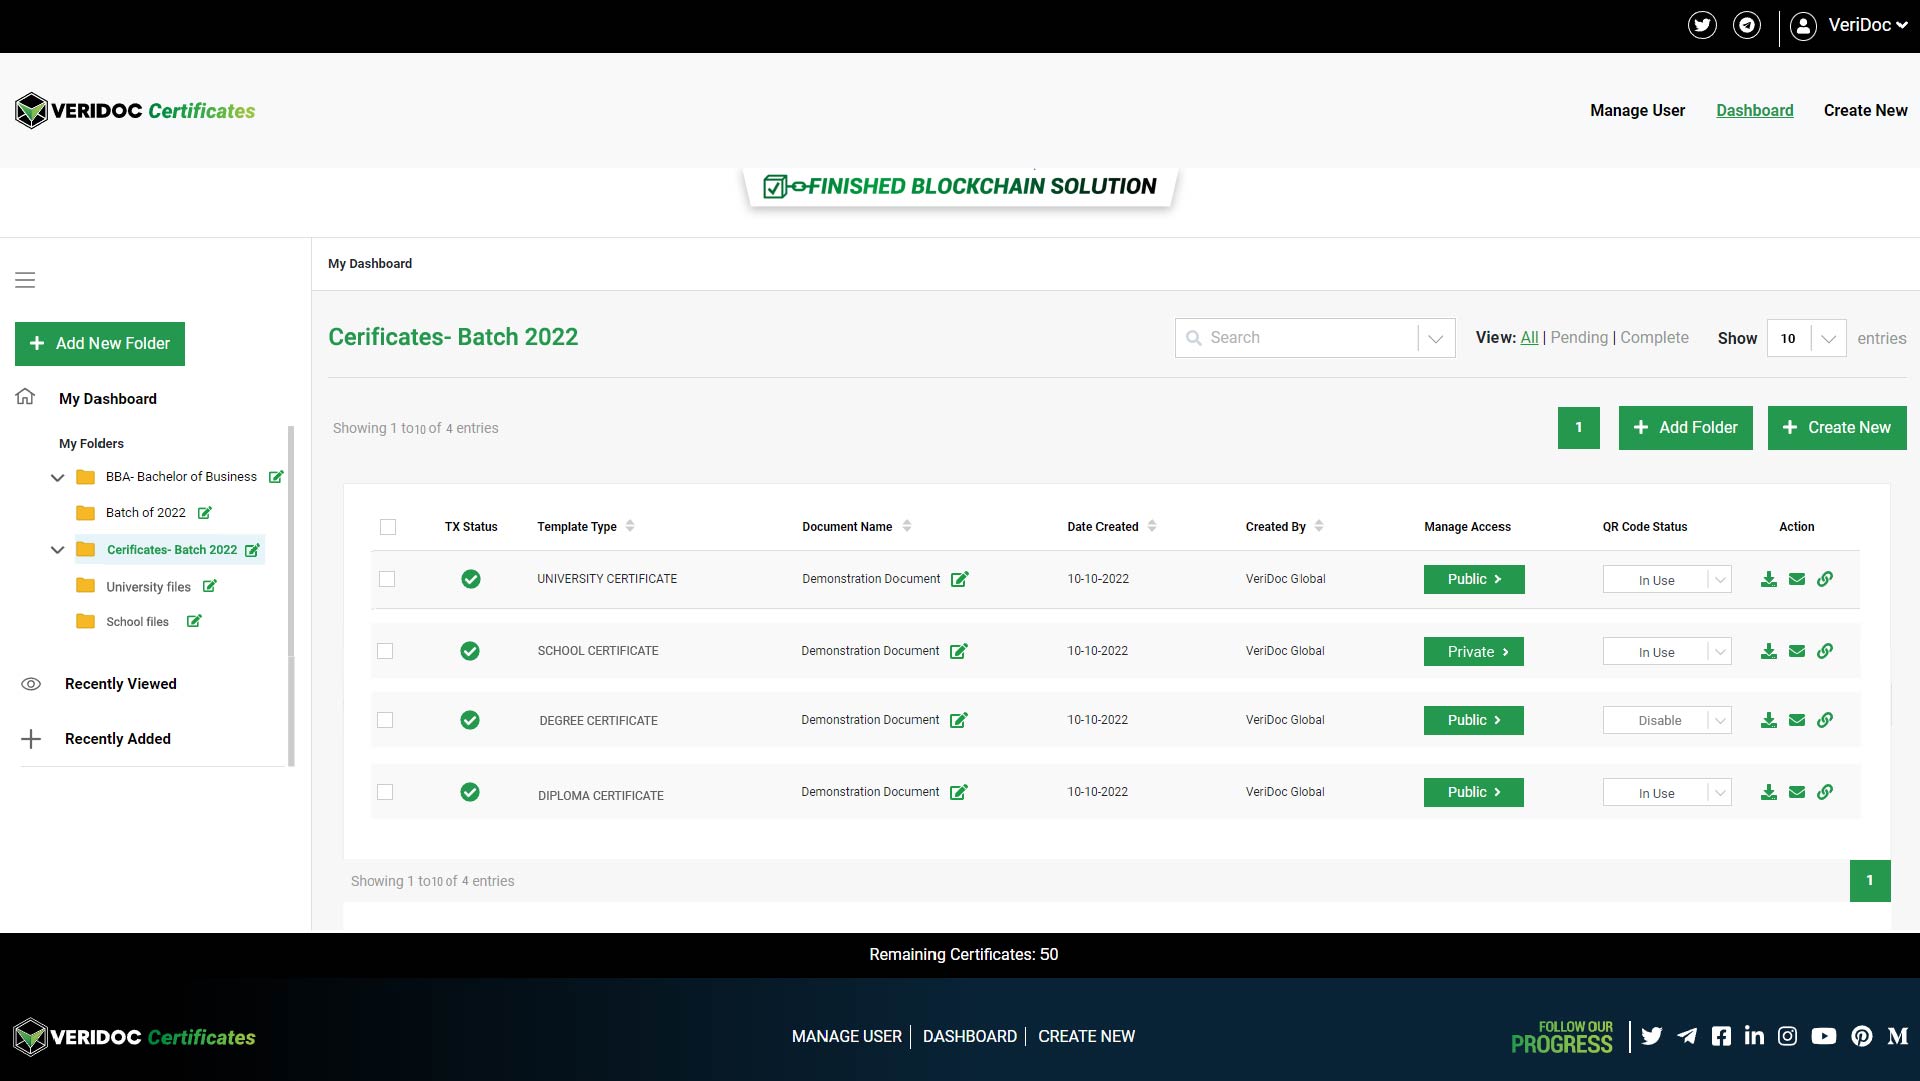 VeriDoc
VERIDOC Certificates
Manage User Dashboard Create New
FINISHED BLOCKCHAIN SOLUTION
My Dashboard
Add New Folder
My Dashboard
My Folders
BBA- Bachelor of Business
Batch of 2022
Cerificates- Batch 2022
University files
School files
Recently Viewed
Recently Added
Cerificates- Batch 2022
Search
View: All | Pending | Complete
Show 10 entries
Showing 1 to10 of 4 entries
1
Add Folder
Create New
TX Status Template Type Document Name Date Created Created By Manage Access QR Code Status Action
UNIVERSITY CERTIFICATE Demonstration Document 10-10-2022 VeriDoc Global Public In Use
SCHOOL CERTIFICATE Demonstration Document 10-10-2022 VeriDoc Global Private In Use
DEGREE CERTIFICATE Demonstration Document 10-10-2022 VeriDoc Global Public Disable
DIPLOMA CERTIFICATE Demonstration Document 10-10-2022 VeriDoc Global Public In Use
Showing 1 to10 of 4 entries
1
Remaining Certificates: 50
VERIDOC Certificates
MANAGE USER | DASHBOARD | CREATE NEW
FOLLOW OUR
PROGRESS